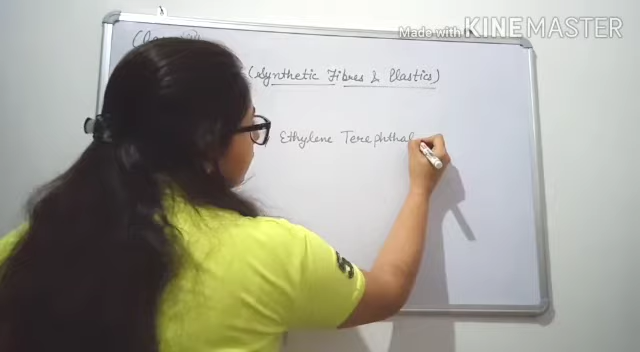 Made with KINEMASTER
(Synthetic Fibres & Plastics)
Ethylene Terephthal